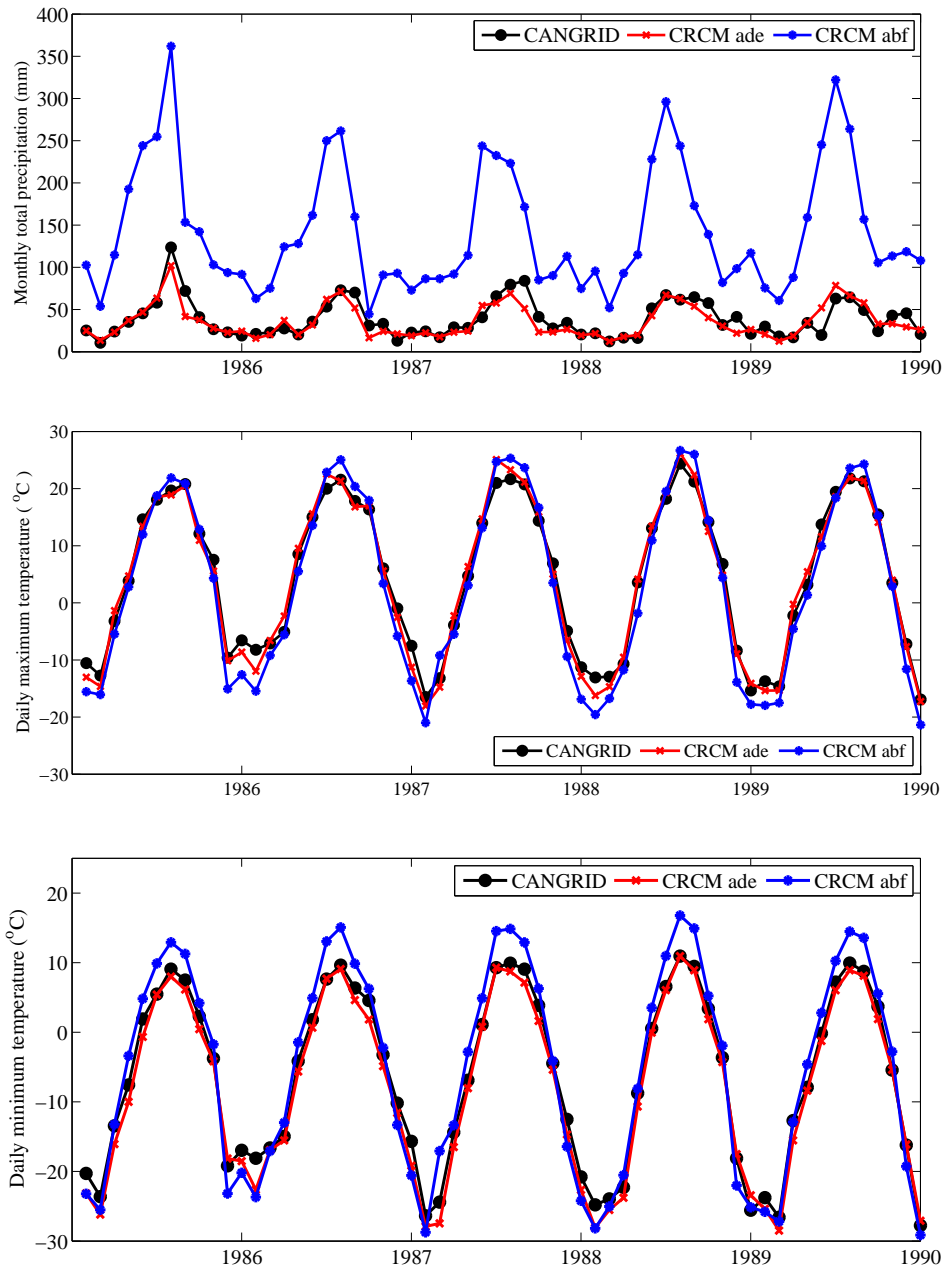 400
350
300
250
200
150
100
50
0
Monthly total precipitation (mm)
CANGRID CRCM ade CRCM abf
1986 1987 1988 1989 1990
30
20
10
0
−10
−20
−30
Daily maximum temperature (°C )
CANGRID CRCM ade CRCM abf
1986 1987 1988 1989 1990
20
10
0
−10
−20
−30
Daily minimum temperature (°C)
CANGRID CRCM ade CRCM abf
1986 1987 1988 1989 1990